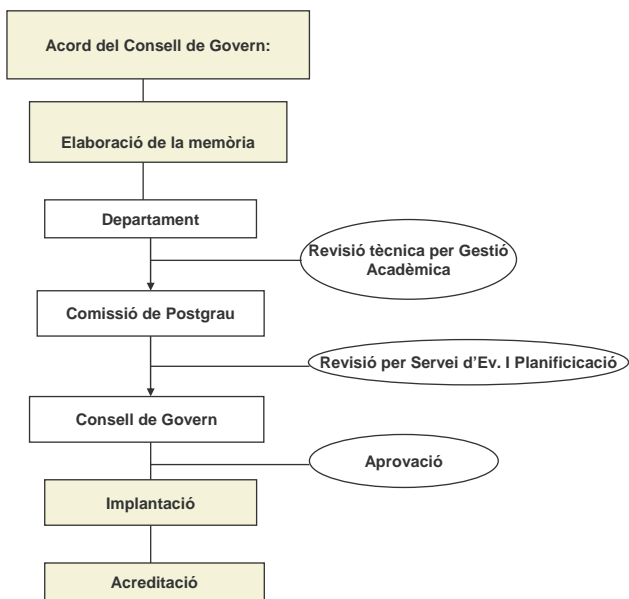 Acord del Consell de Govern:
Elaboració de la memòria
Departament
Revisió tècnica per Gestió
Acadèmica
Comissió de Postgrau
Revisió per Servei d'Ev. I Planificicació
Consell de Govern
Aprovació
Implantació
Acreditació